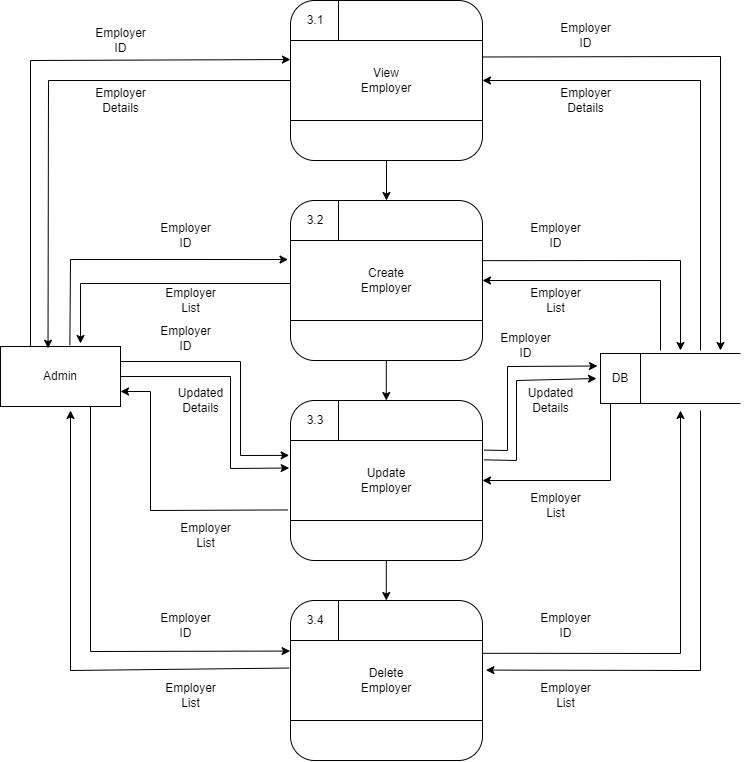 3.1
Employer
ID
Employer
ID
View
Employer
Employer
Details
Employer
Details
3.2
Employer
ID
Employer
ID
Create
Employer
Employer
List
Employer
List
Employer
ID
Employer
ID
Admin
DB
Updated
Details
Updated
Details
3.3
Update
Employer
Employer
List
Employer
List
3.4
Employer
ID
Employer
ID
Delete
Employer
Employer
List
Employer
List